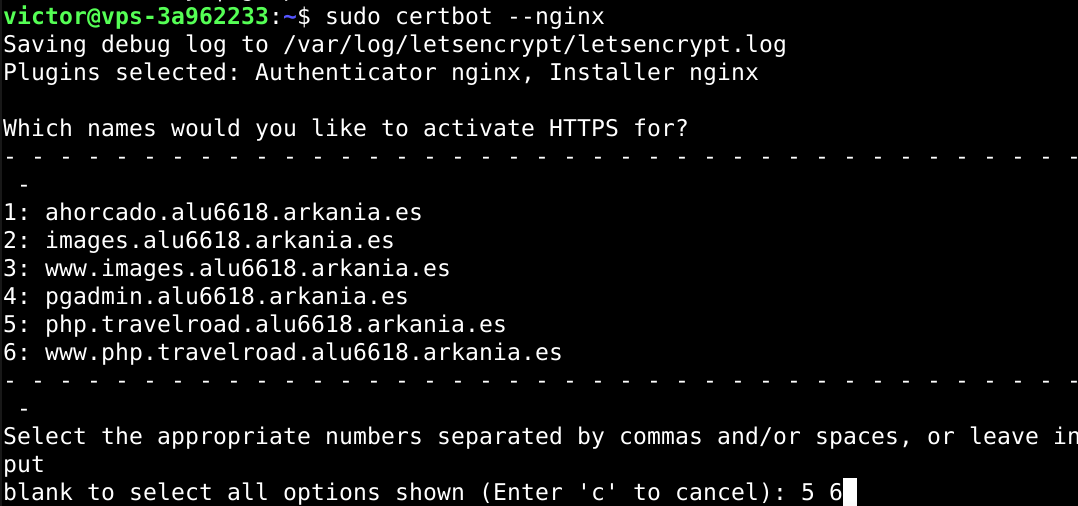 victor@vps-3a962233:~$ sudo certbot --nginx
Saving debug log to /var/log/letsencrypt/letsencrypt.log
Plugins selected: Authenticator nginx, Installer nginx
Which names would you like to activate HTTPS for?
- - - - - - - - - - - - - - - - - - - - - - - - - - - - - - - - - - - - - - -
-
1: ahorcado.alu6618.arkania.es
2: images.alu6618.arkania.es
3: www.images.alu6618.arkania.es
4: pgadmin.alu6618.arkania.es
5: php.travelroad.alu6618.arkania.es
6: www.php.travelroad.alu6618.arkania.es
- - - - - - - - - - - - - - - - - - - - - - - - - - - - - - - - - - - - - - -
-
Select the appropriate numbers separated by commas and/or spaces, or leave in
put
blank to select all options shown (Enter 'c' to cancel): 5 6